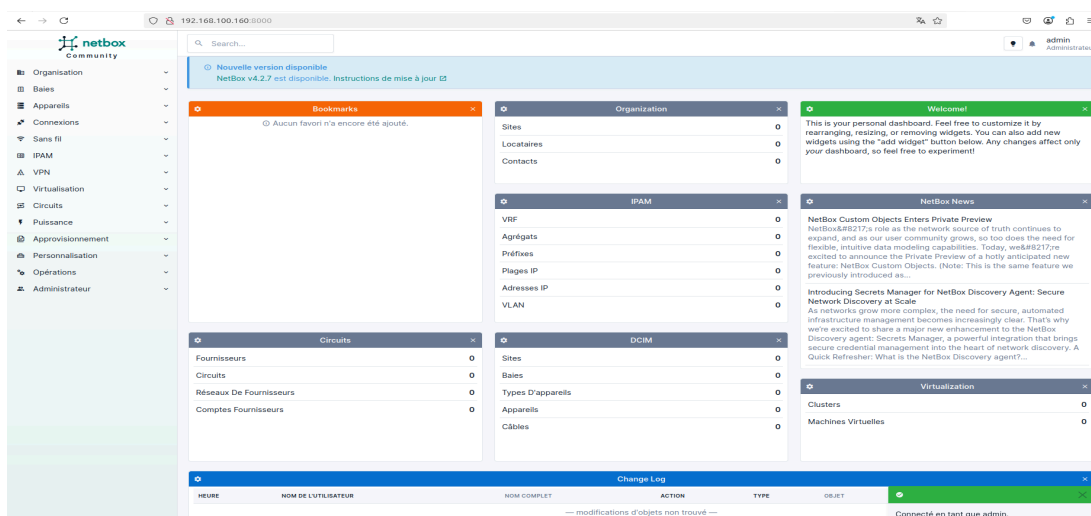 192.168.100.160:8000
netbox
Community
Search...
admin
Administrateu
Organisation
Baies
Appareils
Connexions
Sans fil
IPAM
VPN
Virtualisation
Circuits
Puissance
Approvisionnement
Personnalisation
Opérations
Administrateur
Nouvelle version disponible
NetBox v4.2.7 est disponible. Instructions de mise à jour
Bookmarks
Aucun favori n'a encore été ajouté.
Organization
Sites 0
Locataires 0
Contacts 0
Welcome!
This is your personal dashboard. Feel free to customize it by
rearranging, resizing, or removing widgets. You can also add new
widgets using the "add widget" button below. Any changes affect only
your dashboard, so feel free to experiment!
IPAM
VRF 0
Agrégats 0
Préfixes 0
Plages IP 0
Adresses IP 0
VLAN 0
NetBox News
NetBox Custom Objects Enters Private Preview
NetBox&#8217;s role as the network source of truth continues to
expand, and as our user community grows, so too does the need for
flexible, intuitive data modeling capabilities. Today, we&#8217;re
excited to announce the Private Preview of a hotly anticipated new
feature: NetBox Custom Objects. (Note: This is the same feature we
previously introduced as...
Introducing Secrets Manager for NetBox Discovery Agent: Secure
Network Discovery at Scale
As networks grow more complex, the need for secure, automated
infrastructure management becomes increasingly clear. That's why
we're excited to share a major new enhancement to the NetBox
Discovery agent: Secrets Manager, a powerful integration that brings
secure credential management into the heart of network discovery. A
Quick Refresher: What is the NetBox Discovery agent?...
Circuits
Fournisseurs 0
Circuits 0
Réseaux De Fournisseurs 0
Comptes Fournisseurs 0
DCIM
Sites 0
Baies 0
Types D'appareils 0
Appareils 0
Câbles 0
Virtualization
Clusters 0
Machines Virtuelles 0
Change Log
HEURE NOM DE L'UTILISATEUR NOM COMPLET ACTION TYPE OBJET
— modifications d'objets non trouvé —
Connecté en tant que admin.